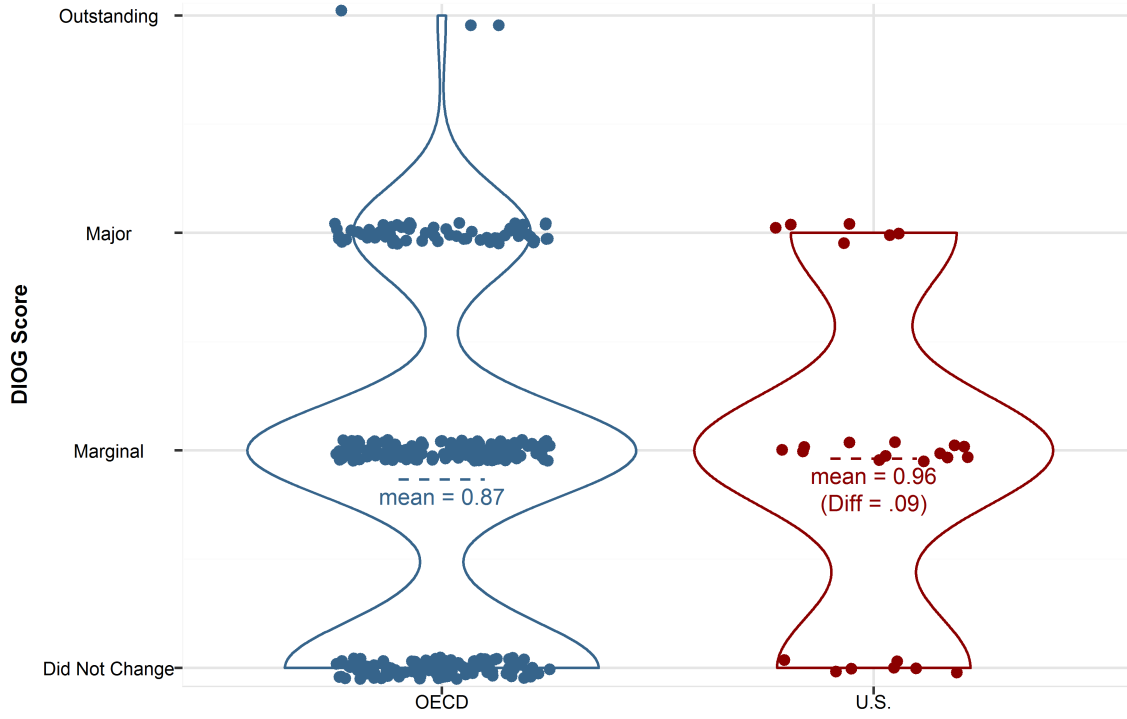 Outstanding
Major
DIOG Score
Marginal
mean = 0.87
mean = 0.96
(Diff = .09)
Did Not Change
OECD
U.S.